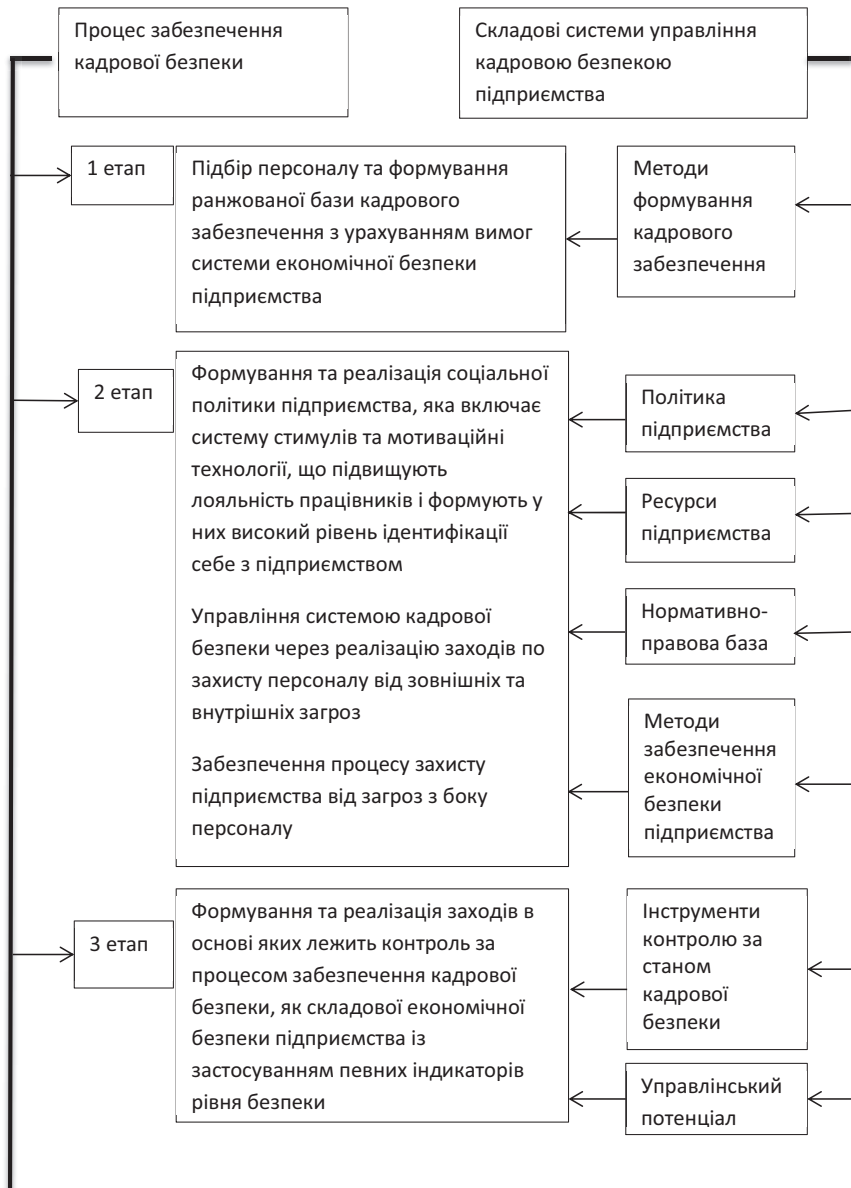 Процес забезпечення
кадрової безпеки
Складові системи управління
кадровою безпекою
підприємства
1 етап
Підбір персоналу та формування
ранжованої бази кадрового
забезпечення з урахуванням вимог
системи економічної безпеки
підприємства
Методи
формування
кадрового
забезпечення
2 етап
Формування та реалізація соціальної
політики підприємства, яка включає
систему стимулів та мотиваційні
технології, що підвищують
лояльність працівників і формують у
них високий рівень ідентифікації
себе з підприємством
Управління системою кадрової
безпеки через реалізацію заходів по
захисту персоналу від зовнішніх та
внутрішніх загроз
Забезпечення процесу захисту
підприємства від загроз з боку
персоналу
Політика
підприємства
Ресурси
підприємства
Нормативно-
правова база
Методи
забезпечення
економічної
безпеки
підприємства
3 етап
Формування та реалізація заходів в
основі яких лежить контроль за
процесом забезпечення кадрової
безпеки, як складової економічної
безпеки підприємства із
застосуванням певних індикаторів
рівня безпеки
Інструменти
контролю за
станом
кадрової
безпеки
Управлінський
потенціал